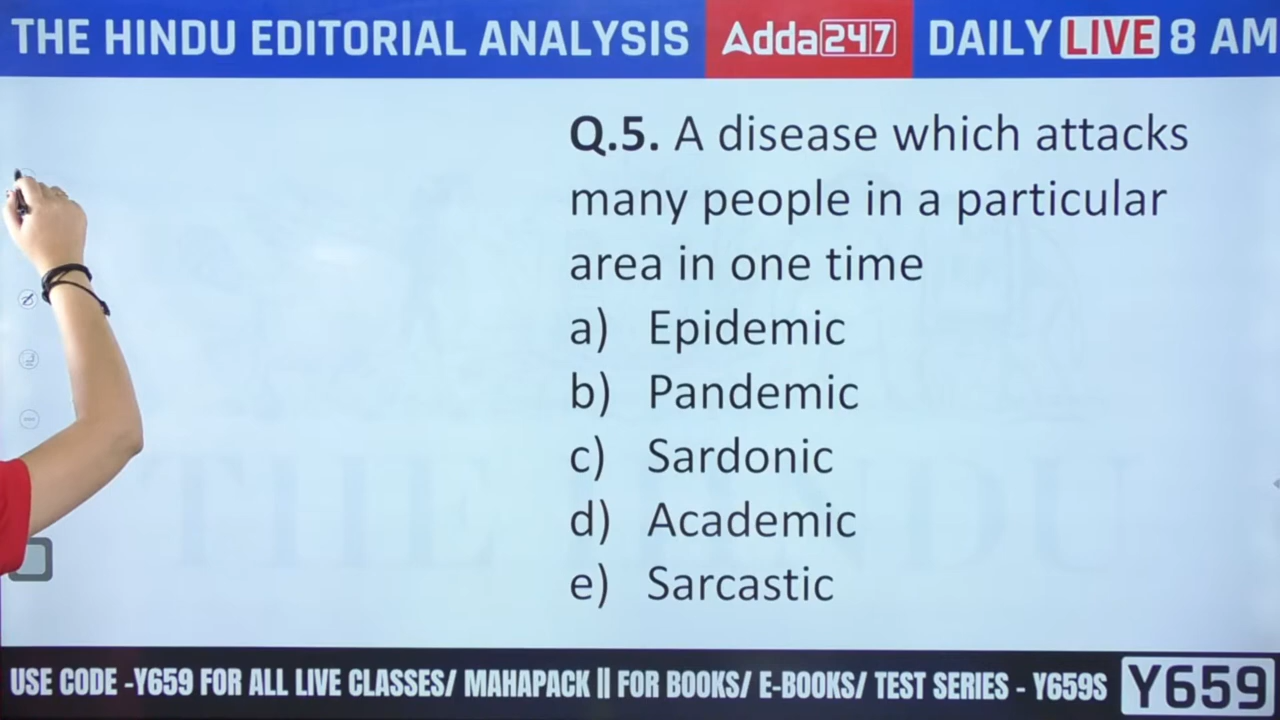 THE HINDU EDITORIAL ANALYSIS Adda247 DAILY LIVE 8 AM
Q.5. A disease which attacks
many people in a particular
area in one time
a) Epidemic
b) Pandemic
c) Sardonic
d) Academic
e) Sarcastic
THE HINDU
USE CODE -Y659 FOR ALL LIVE CLASSES/ MAHAPACK || FOR BOOKS/ E-BOOKS/ TEST SERIES - Y659S Y659